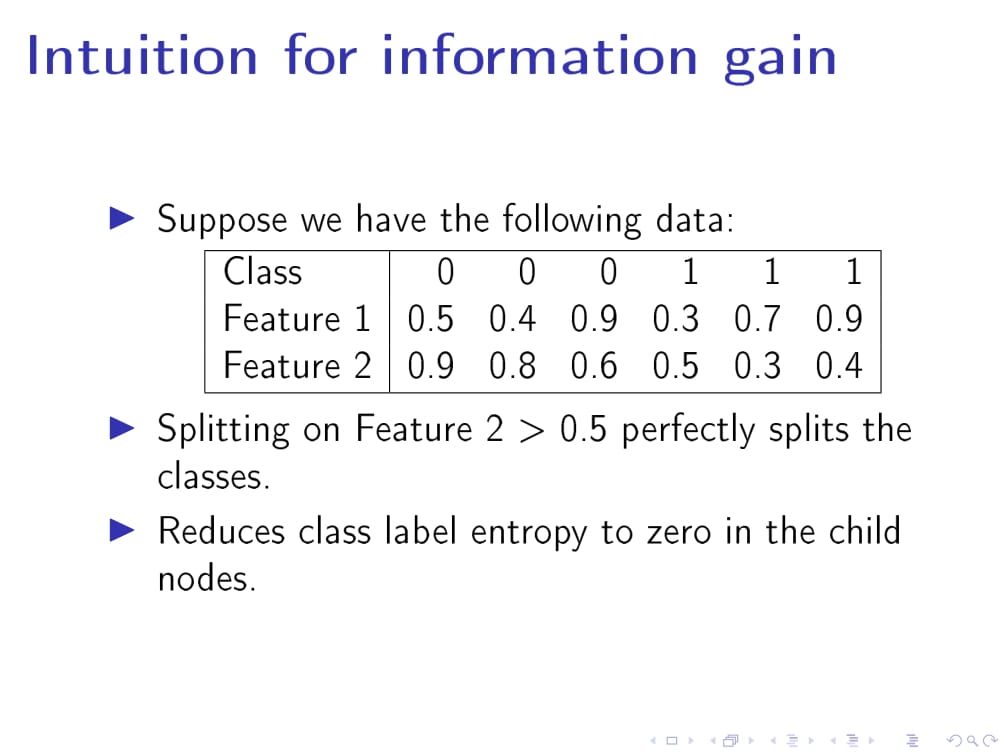 Intuition for information gain
Suppose we have the following data:
Class 0 0 0 1 1 1
Feature 1 0.5 0.4 0.9 0.3 0.7 0.9
Feature 2 0.9 0.8 0.6 0.5 0.3 0.4
Splitting on Feature 2 > 0.5 perfectly splits the
classes.
Reduces class label entropy to zero in the child
nodes.